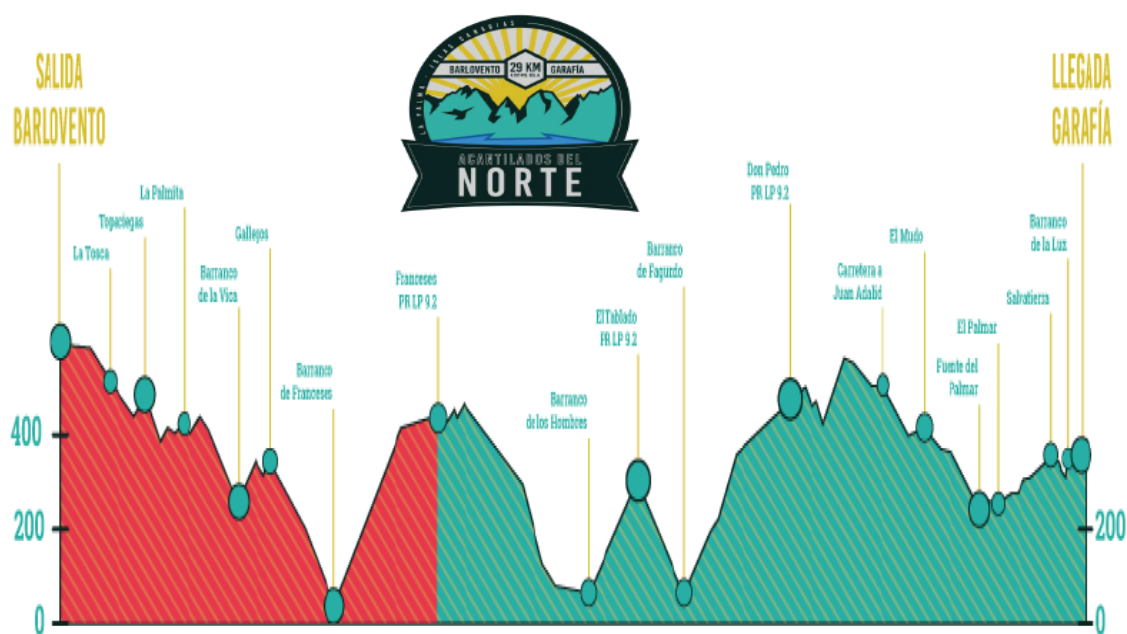 SALIDA
BARLOVENTO
LA PALMA - ISLAS CANARIAS
BARLOVENTO
29 KM
GARAFÍA
ACANTILADOS DEL
NORTE
LLEGADA
GARAFÍA
La Tosca
Topaciegas
La Palmita
Barranco
de la Vica
Gallejos
Barranco
de Franceses
Franceses
PR LP 9.2
Barranco
de los Hombres
El Tablado
PR LP 9.2
Barranco
de Fagundo
Don Pedro
PR LP 9.2
Carretera a
Juan Adalid
El Mudo
Fuente del
Palmar
El Palmar
Salvatierra
Barranco
de la Luz
400
200
0
200
0